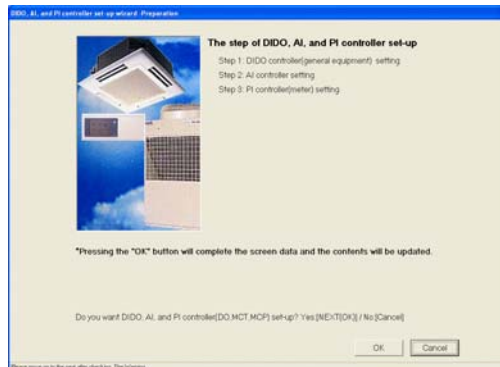 DIDO, AI, and PI controller set-up wizard Preparation
The step of DIDO, AI, and PI controller set-up
Step 1: DIDO controller(general equipment) setting
Step 2: AI controller setting
Step 3: PI controller(meter) setting
*Pressing the "OK" button will complete the screen data and the contents will be updated.
Do you want DIDO, AI, and PI controller(DO,MCT,MCP) set-up? Yes:[NEXT(OK)] / No:[Cancel]
OK
Cancel